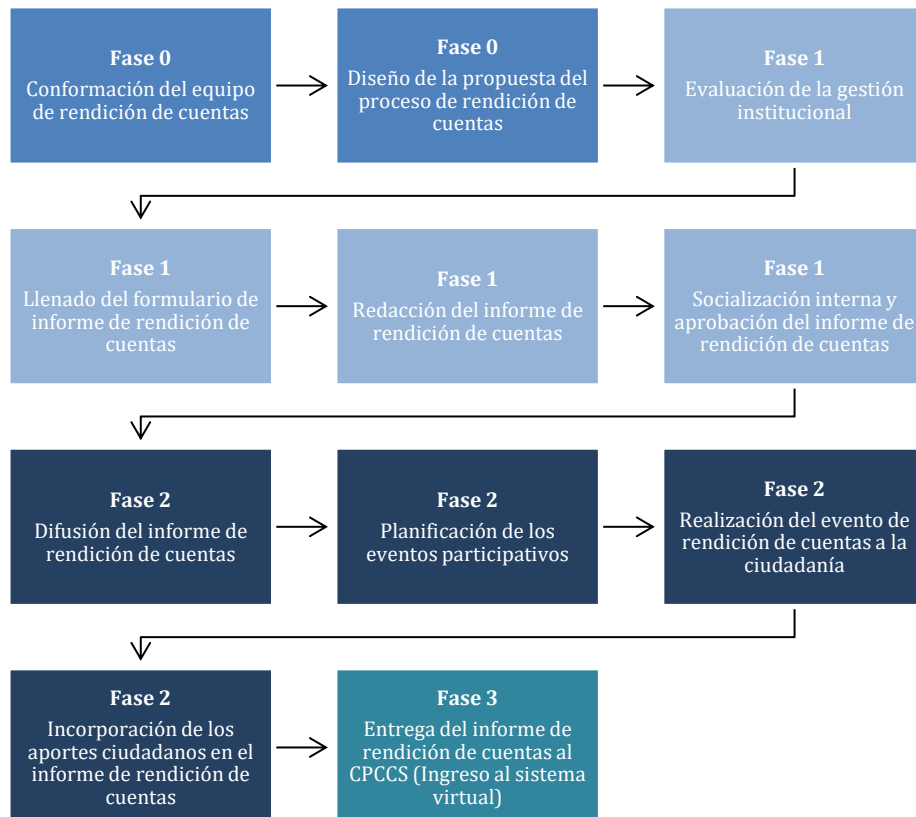 Fase 0
Conformación del equipo
de rendición de cuentas
Fase 0
Diseño de la propuesta del
proceso de rendición de
cuentas
Fase 1
Evaluación de la gestión
institucional
Fase 1
Llenado del formulario de
informe de rendición de
cuentas
Fase 1
Redacción del informe de
rendición de cuentas
Fase 1
Socialización interna y
aprobación del informe de
rendición de cuentas
Fase 2
Difusión del informe de
rendición de cuentas
Fase 2
Planificación de los
eventos participativos
Fase 2
Realización del evento de
rendición de cuentas a la
ciudadanía
Fase 2
Incorporación de los
aportes ciudadanos en el
informe de rendición de
cuentas
Fase 3
Entrega del informe de
rendición de cuentas al
CPCCS (Ingreso al sistema
virtual)